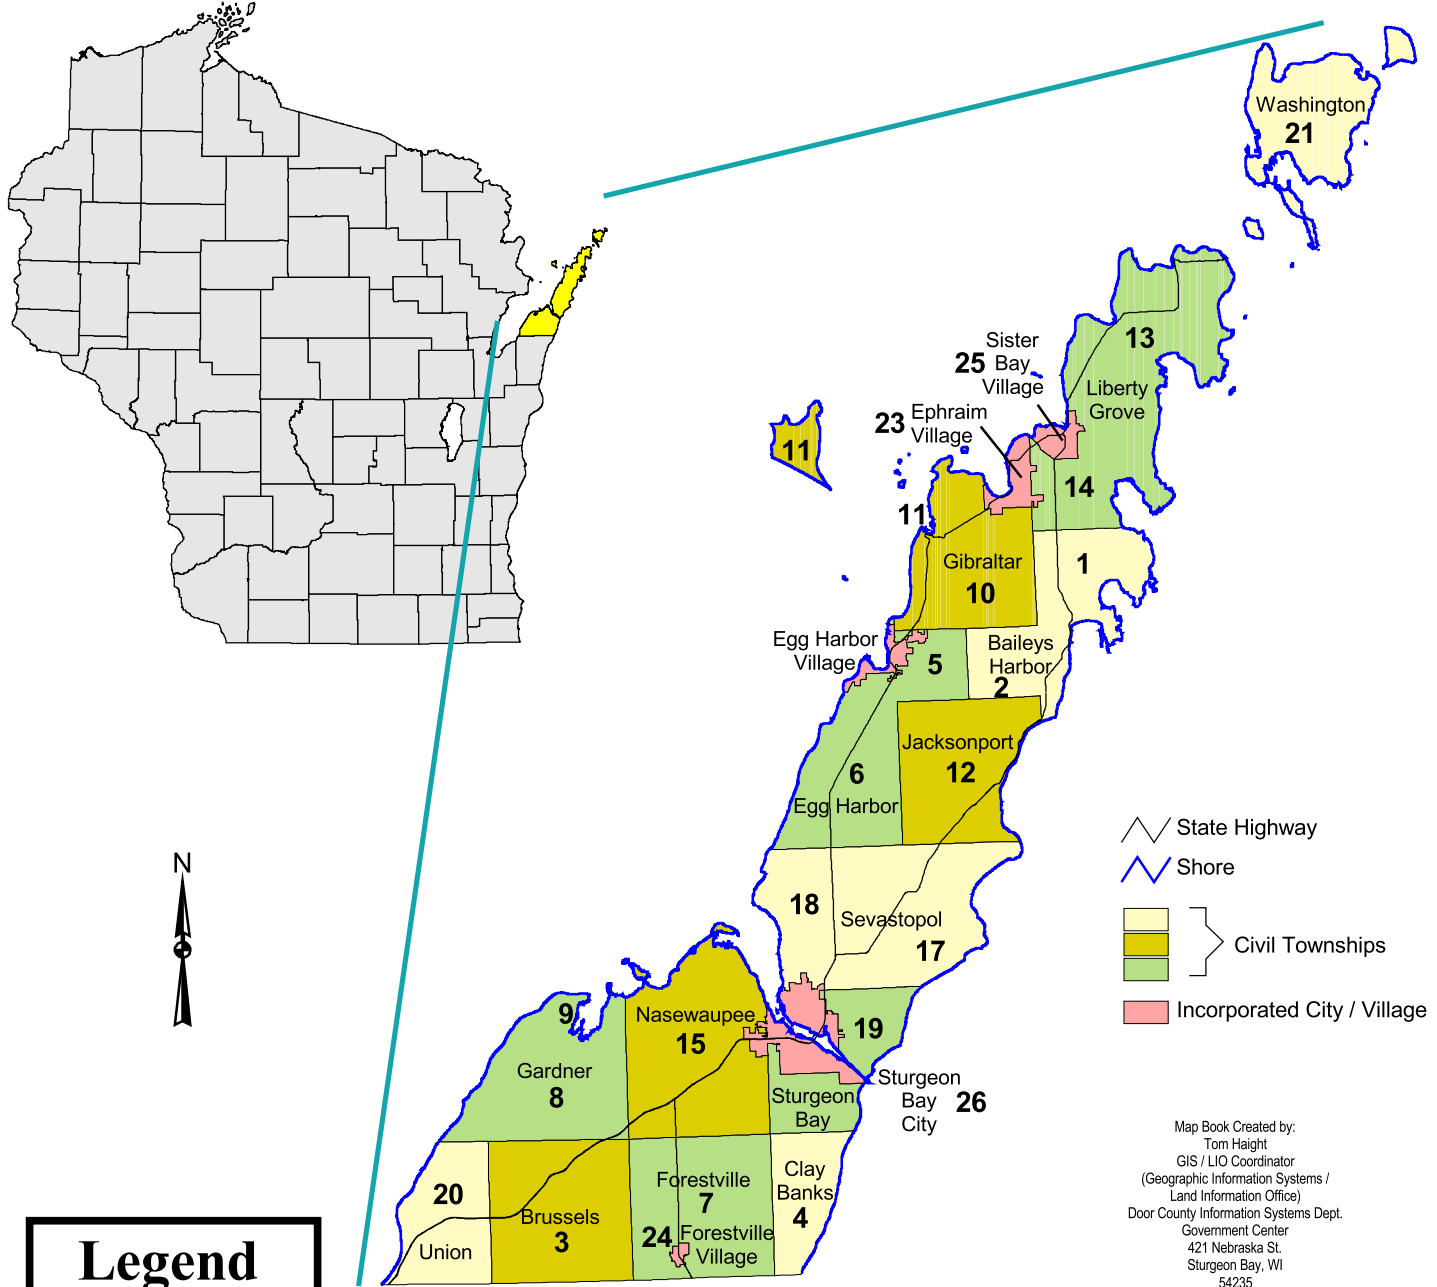 Washington
21
13
Sister
25 Bay
Village
Liberty
Grove
Ephraim
23
Village
11
14
11
Gibraltar
10
1
Egg Harbor
Village
5
Baileys
Harbor
2
Jacksonport
12
6
Egg Harbor
State Highway
Shore
Civil Townships
Incorporated City / Village
N
18
Sevastopol
17
9
Nasewaupee
15
19
Gardner
8
Sturgeon
Bay
Sturgeon
Bay
City
26
20
Union
Brussels
3
Forestville
7
24
Forestville
Village
Clay
Banks
4
Map Book Created by:
Tom Haight
GIS / LIO Coordinator
(Geographic Information Systems /
Land Information Office)
Door County Information Systems Dept.
Government Center
421 Nebraska St.
Sturgeon Bay, WI
54235
Legend